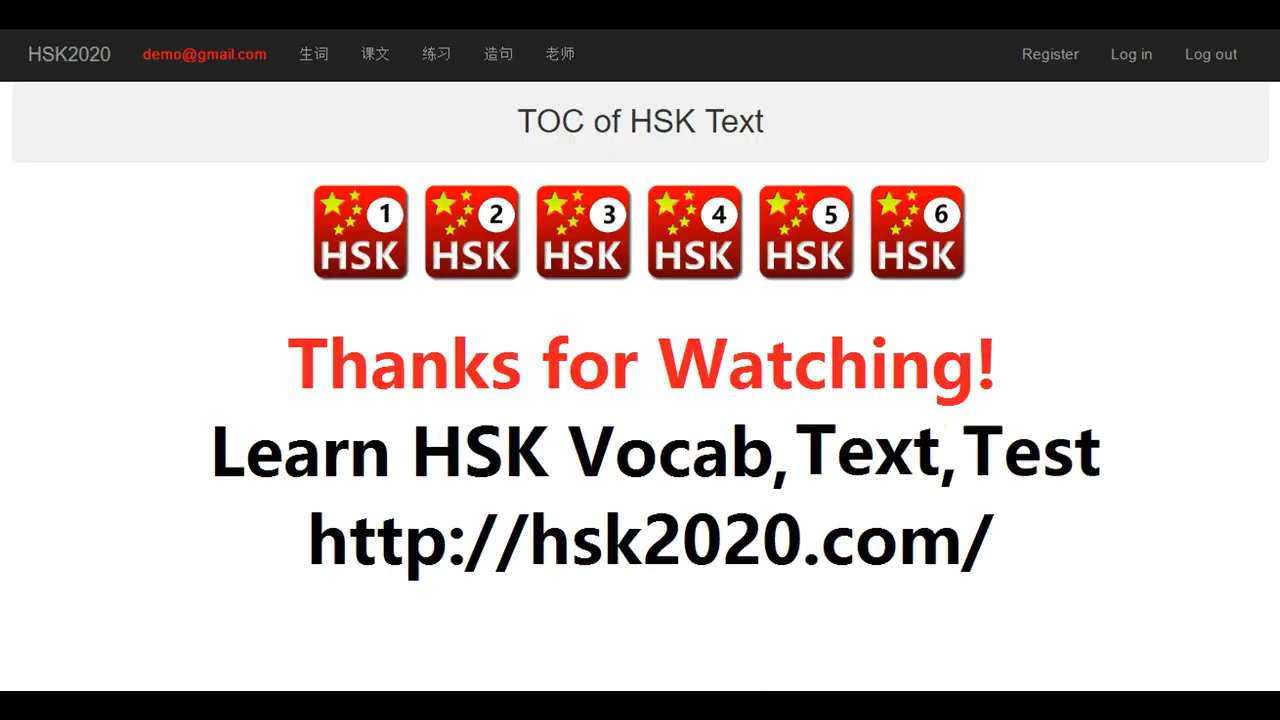 HSK2020 demo@gmail.com 生词 课文 练习 造句 老师 Register Log in Log out
TOC of HSK Text
1 2 3 4 5 6
HSK HSK HSK HSK HSK HSK
Thanks for Watching!
Learn HSK Vocab,Text,Test
http://hsk2020.com/